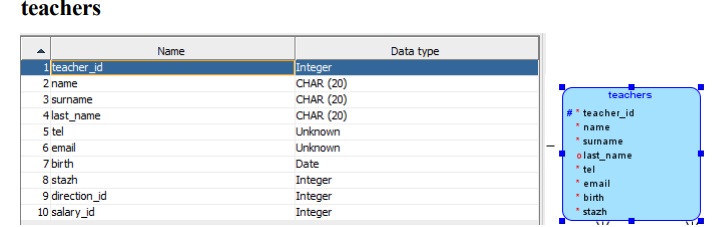 teachers
Name Data type
1 teacher_id Integer
2 name CHAR (20)
3 surname CHAR (20)
4 last_name CHAR (20)
5 tel Unknown
6 email Unknown
7 birth Date
8 stazh Integer
9 direction_id Integer
10 salary_id Integer
teachers
# * teacher_id
* name
* surname
o last_name
* tel
* email
* birth
* stazh